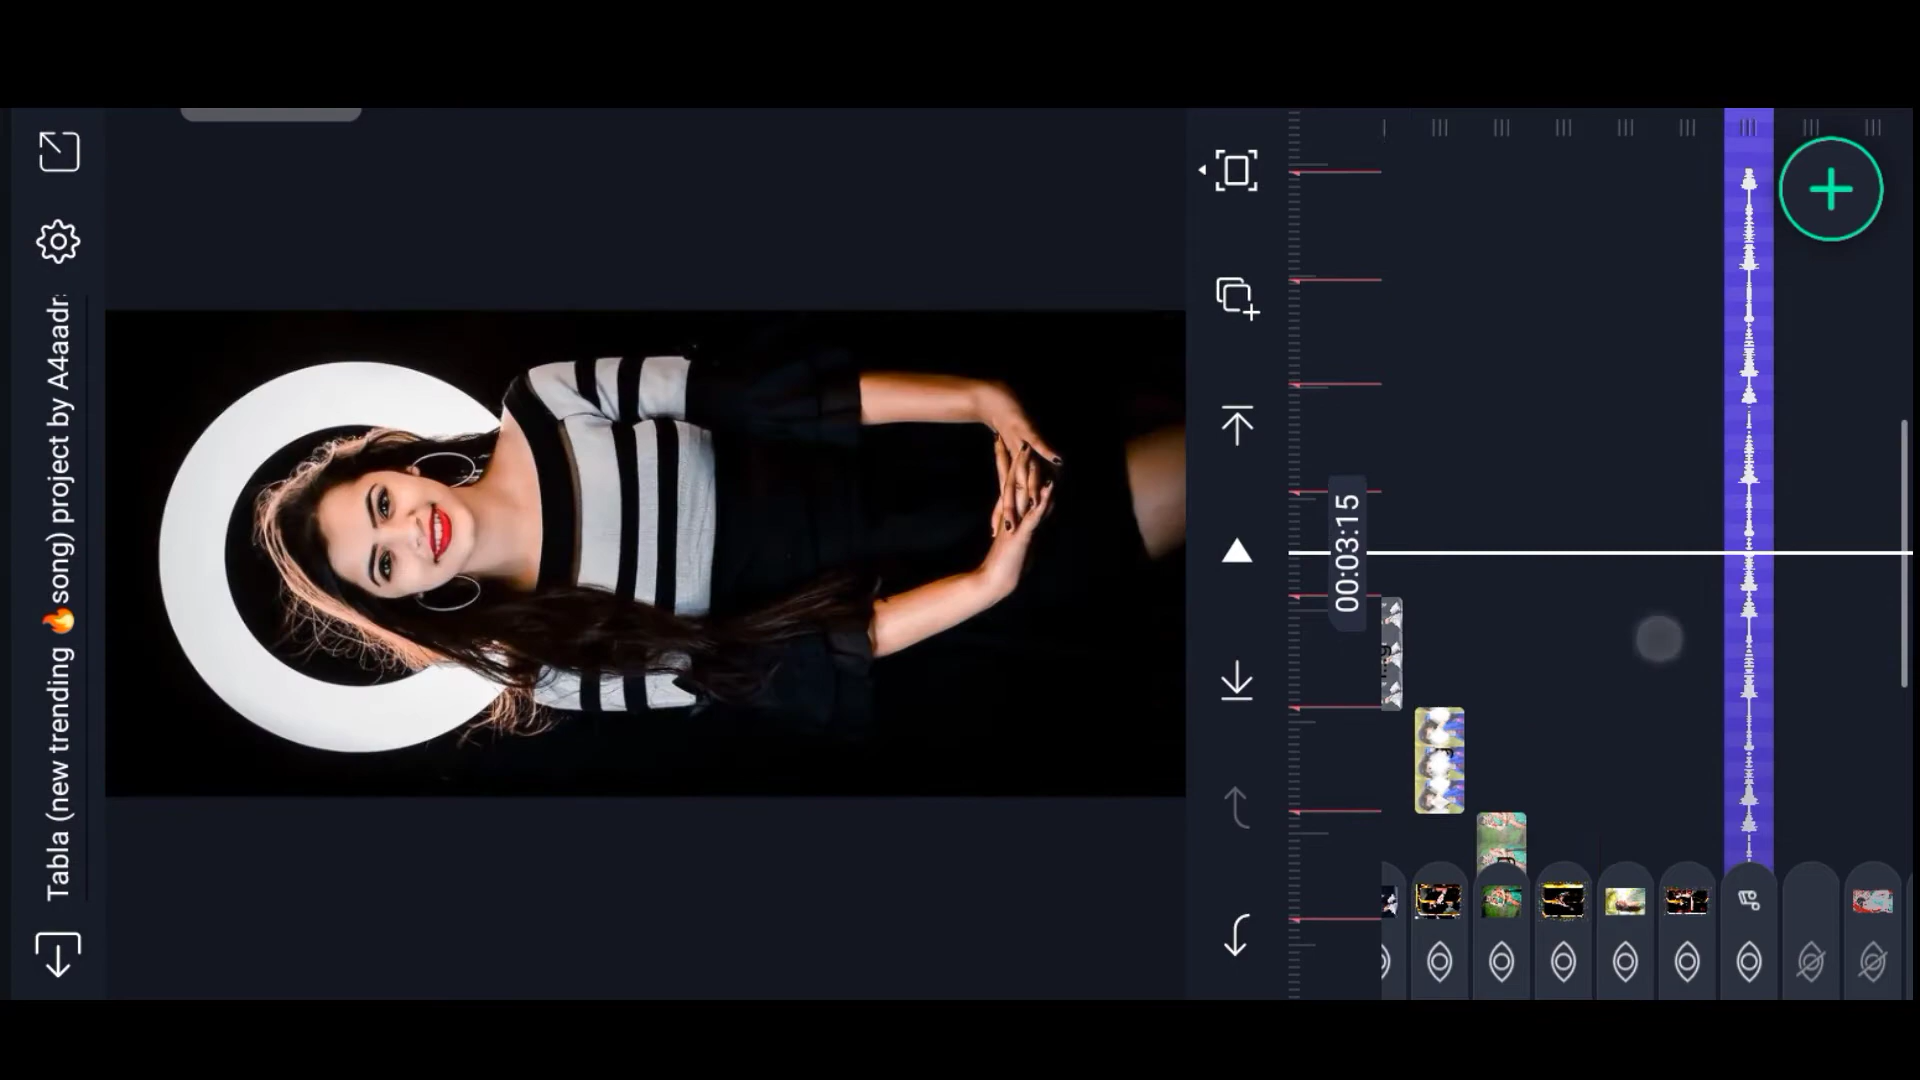 Tabla (new trending 🔥song) project by A4aadr
00:03:15